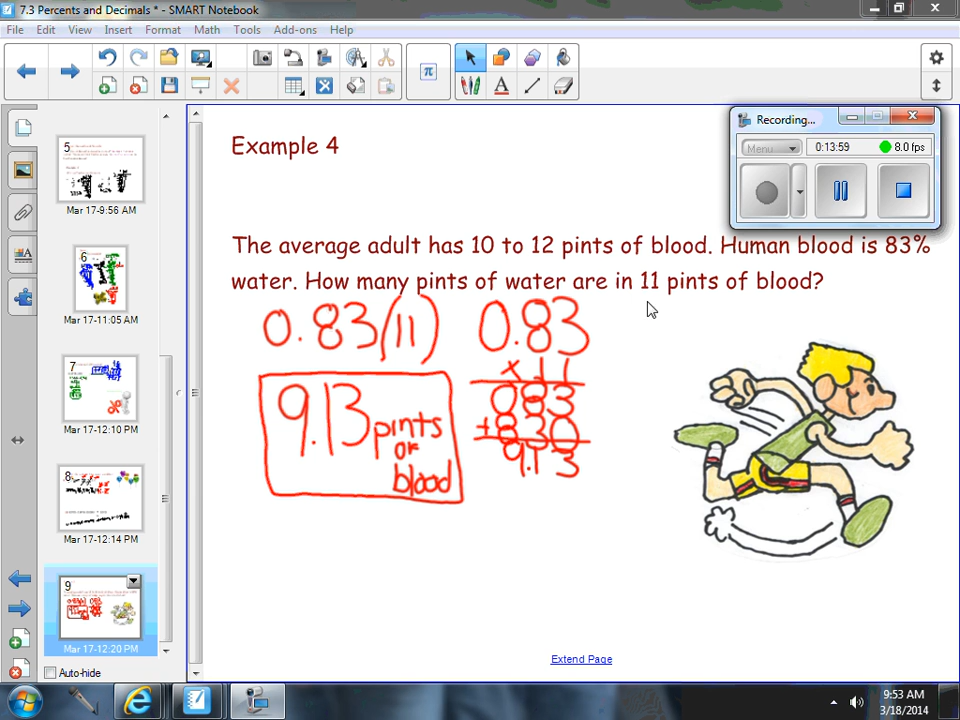 7.3 Percents and Decimals * - SMART Notebook
File Edit View Insert Format Math Tools Add-ons Help
π
A
Recording...
Menu
0:13:59
8.0 fps
5
Mar 17-9:56 AM
6
Mar 17-11:05 AM
7
Mar 17-12:10 PM
8
Mar 17-12:14 PM
9
Mar 17-12:20 PM
Auto-hide
Example 4
The average adult has 10 to 12 pints of blood. Human blood is 83%
water. How many pints of water are in 11 pints of blood?
0.83(11)
9.13 pints
of
blood
0.83
x 11
083
+830
9.13
Extend Page
9:53 AM
3/18/2014